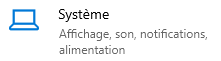 Système
Affichage, son, notifications,
alimentation